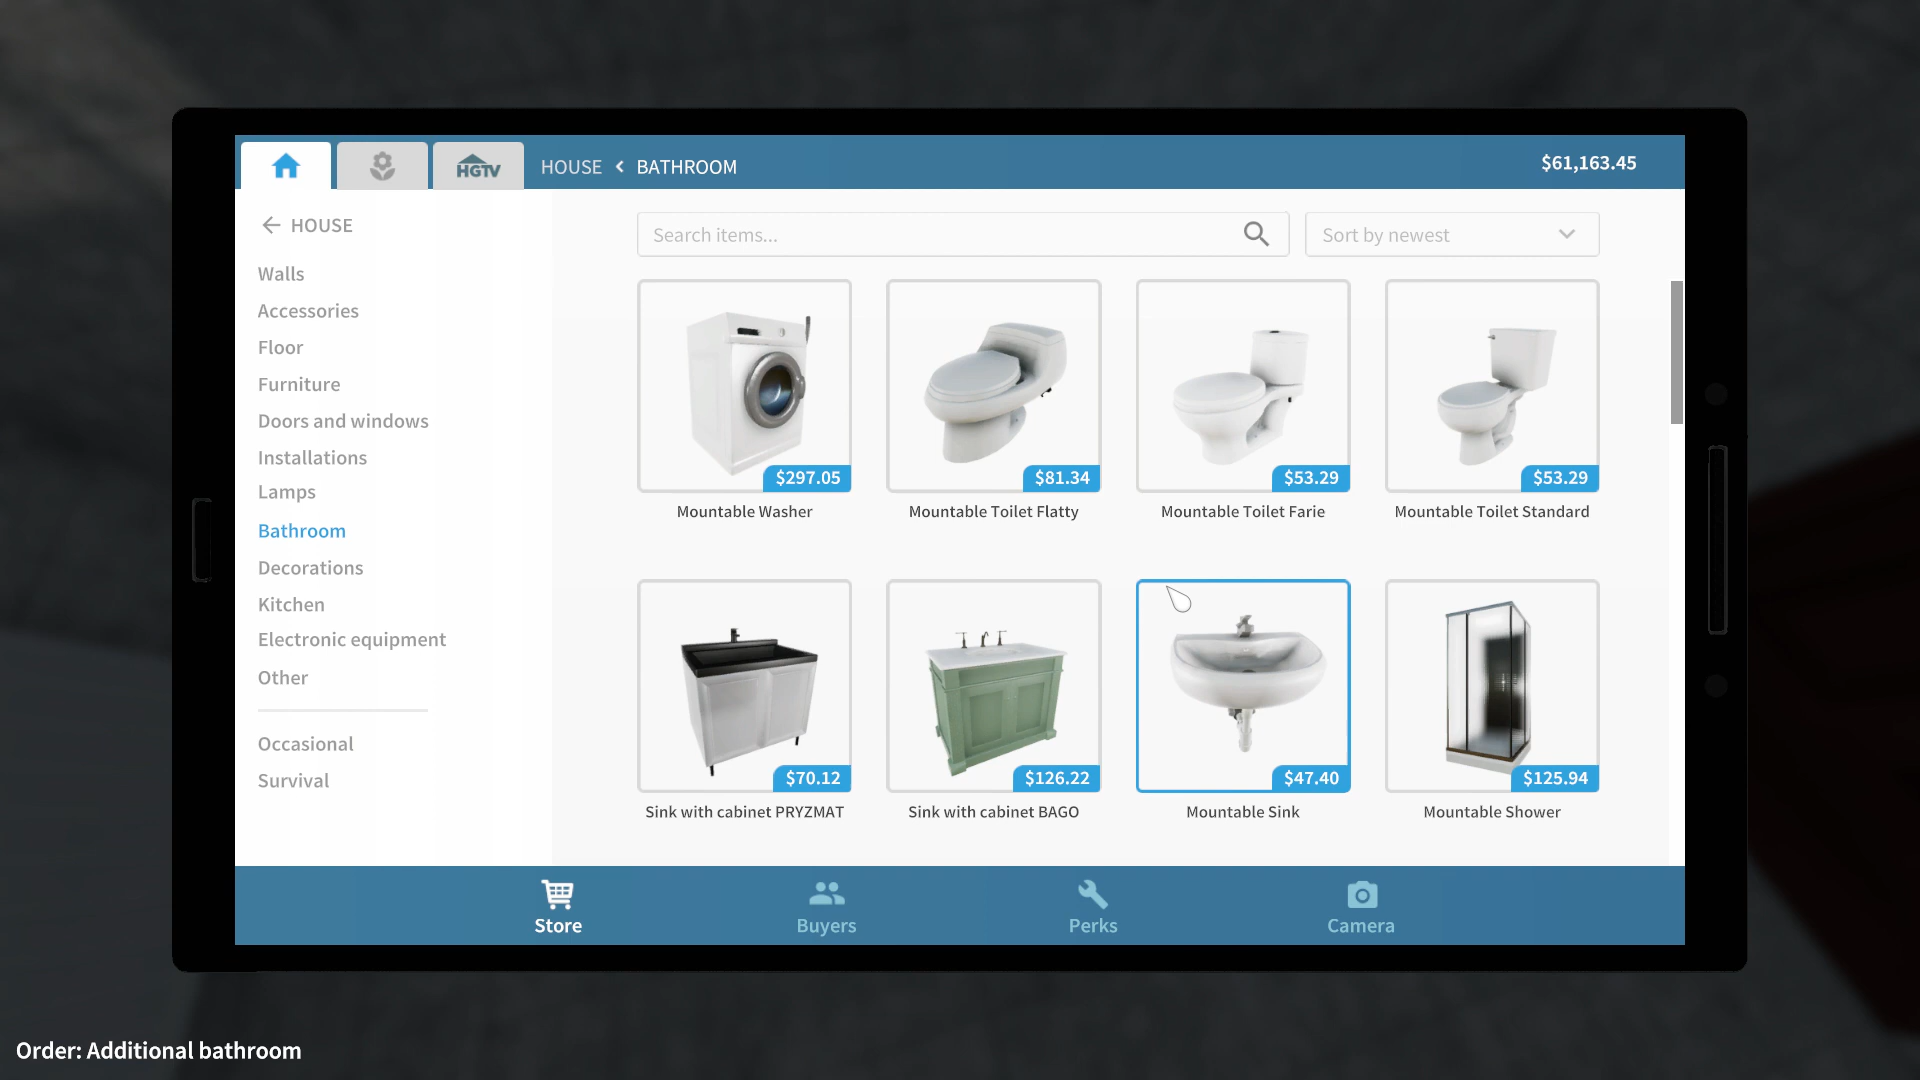 HGTV
HOUSE < BATHROOM
$61,163.45
HOUSE
Walls
Accessories
Floor
Furniture
Doors and windows
Installations
Lamps
Bathroom
Decorations
Kitchen
Electronic equipment
Other
Occasional
Survival
Search items...
Sort by newest
$297.05
$81.34
$53.29
$53.29
Mountable Washer
Mountable Toilet Flatty
Mountable Toilet Farie
Mountable Toilet Standard
$70.12
$126.22
$47.40
$125.94
Sink with cabinet PRYZMAT
Sink with cabinet BAGO
Mountable Sink
Mountable Shower
Store
Buyers
Perks
Camera
Order: Additional bathroom